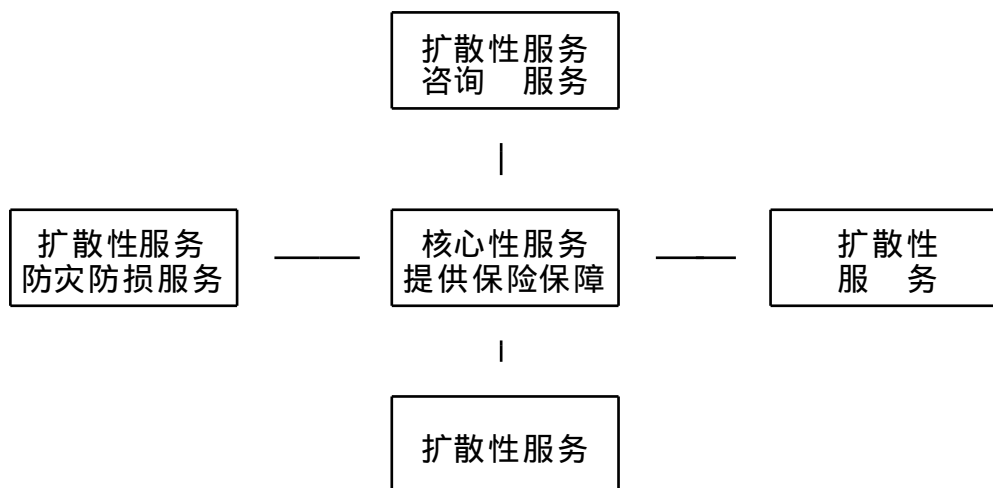 扩散性服务
咨询 服务
扩散性服务
防灾防损服务
核心性服务
提供保险保障
扩散性
服 务
扩散性服务